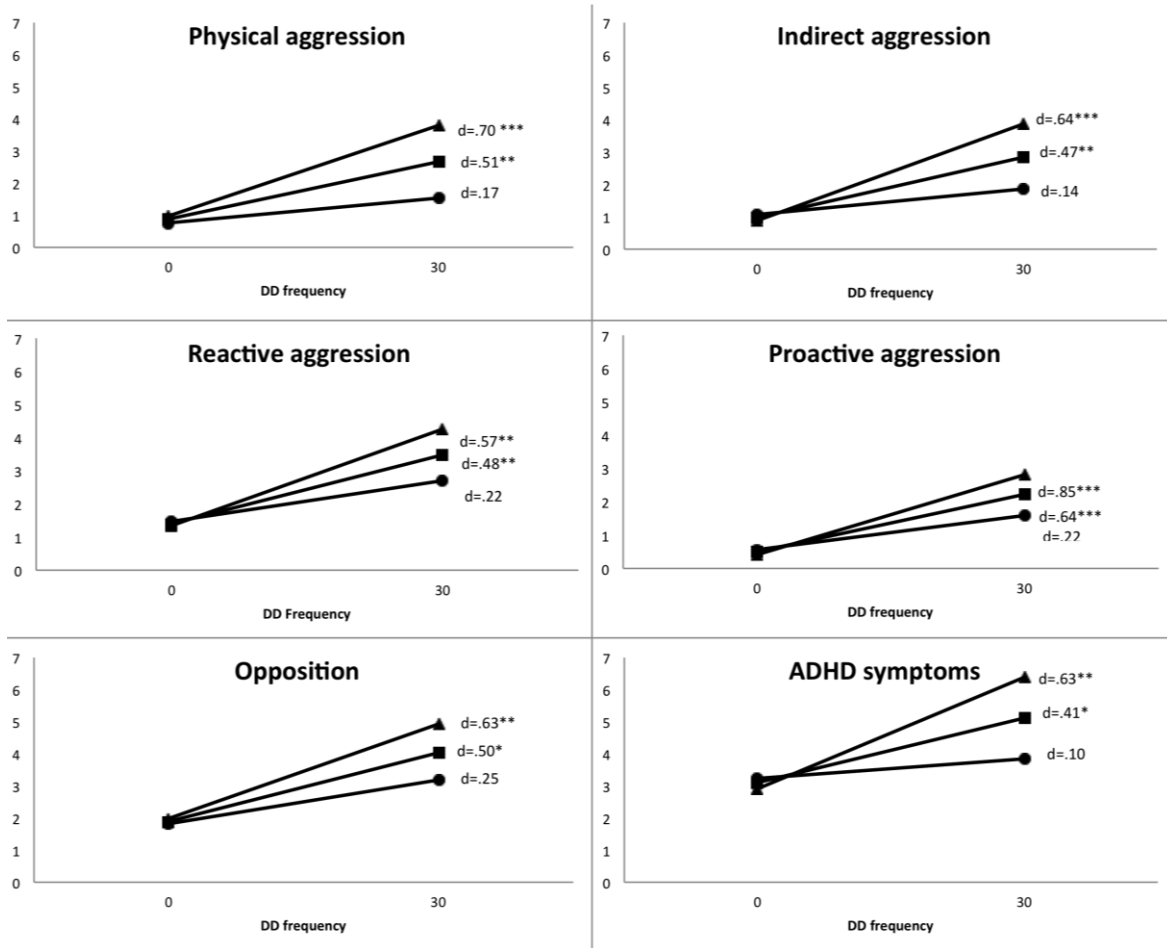 Physical aggression
7
6
5
4
3
2
1
0
d=.70 ***
d=.51**
d=.17
0 30
DD frequency
Indirect aggression
7
6
5
4
3
2
1
0
d=.64***
d=.47**
d=.14
0 30
DD frequency
Reactive aggression
7
6
5
4
3
2
1
0
d=.57**
d=.48**
d=.22
0 30
DD Frequency
Proactive aggression
7
6
5
4
3
2
1
0
d=.85***
d=.64***
d=.22
0 30
DD frequency
Opposition
7
6
5
4
3
2
1
0
d=.63**
d=.50*
d=.25
0 30
DD frequency
ADHD symptoms
7
6
5
4
3
2
1
0
d=.63**
d=.41*
d=.10
0 30
DD frequency